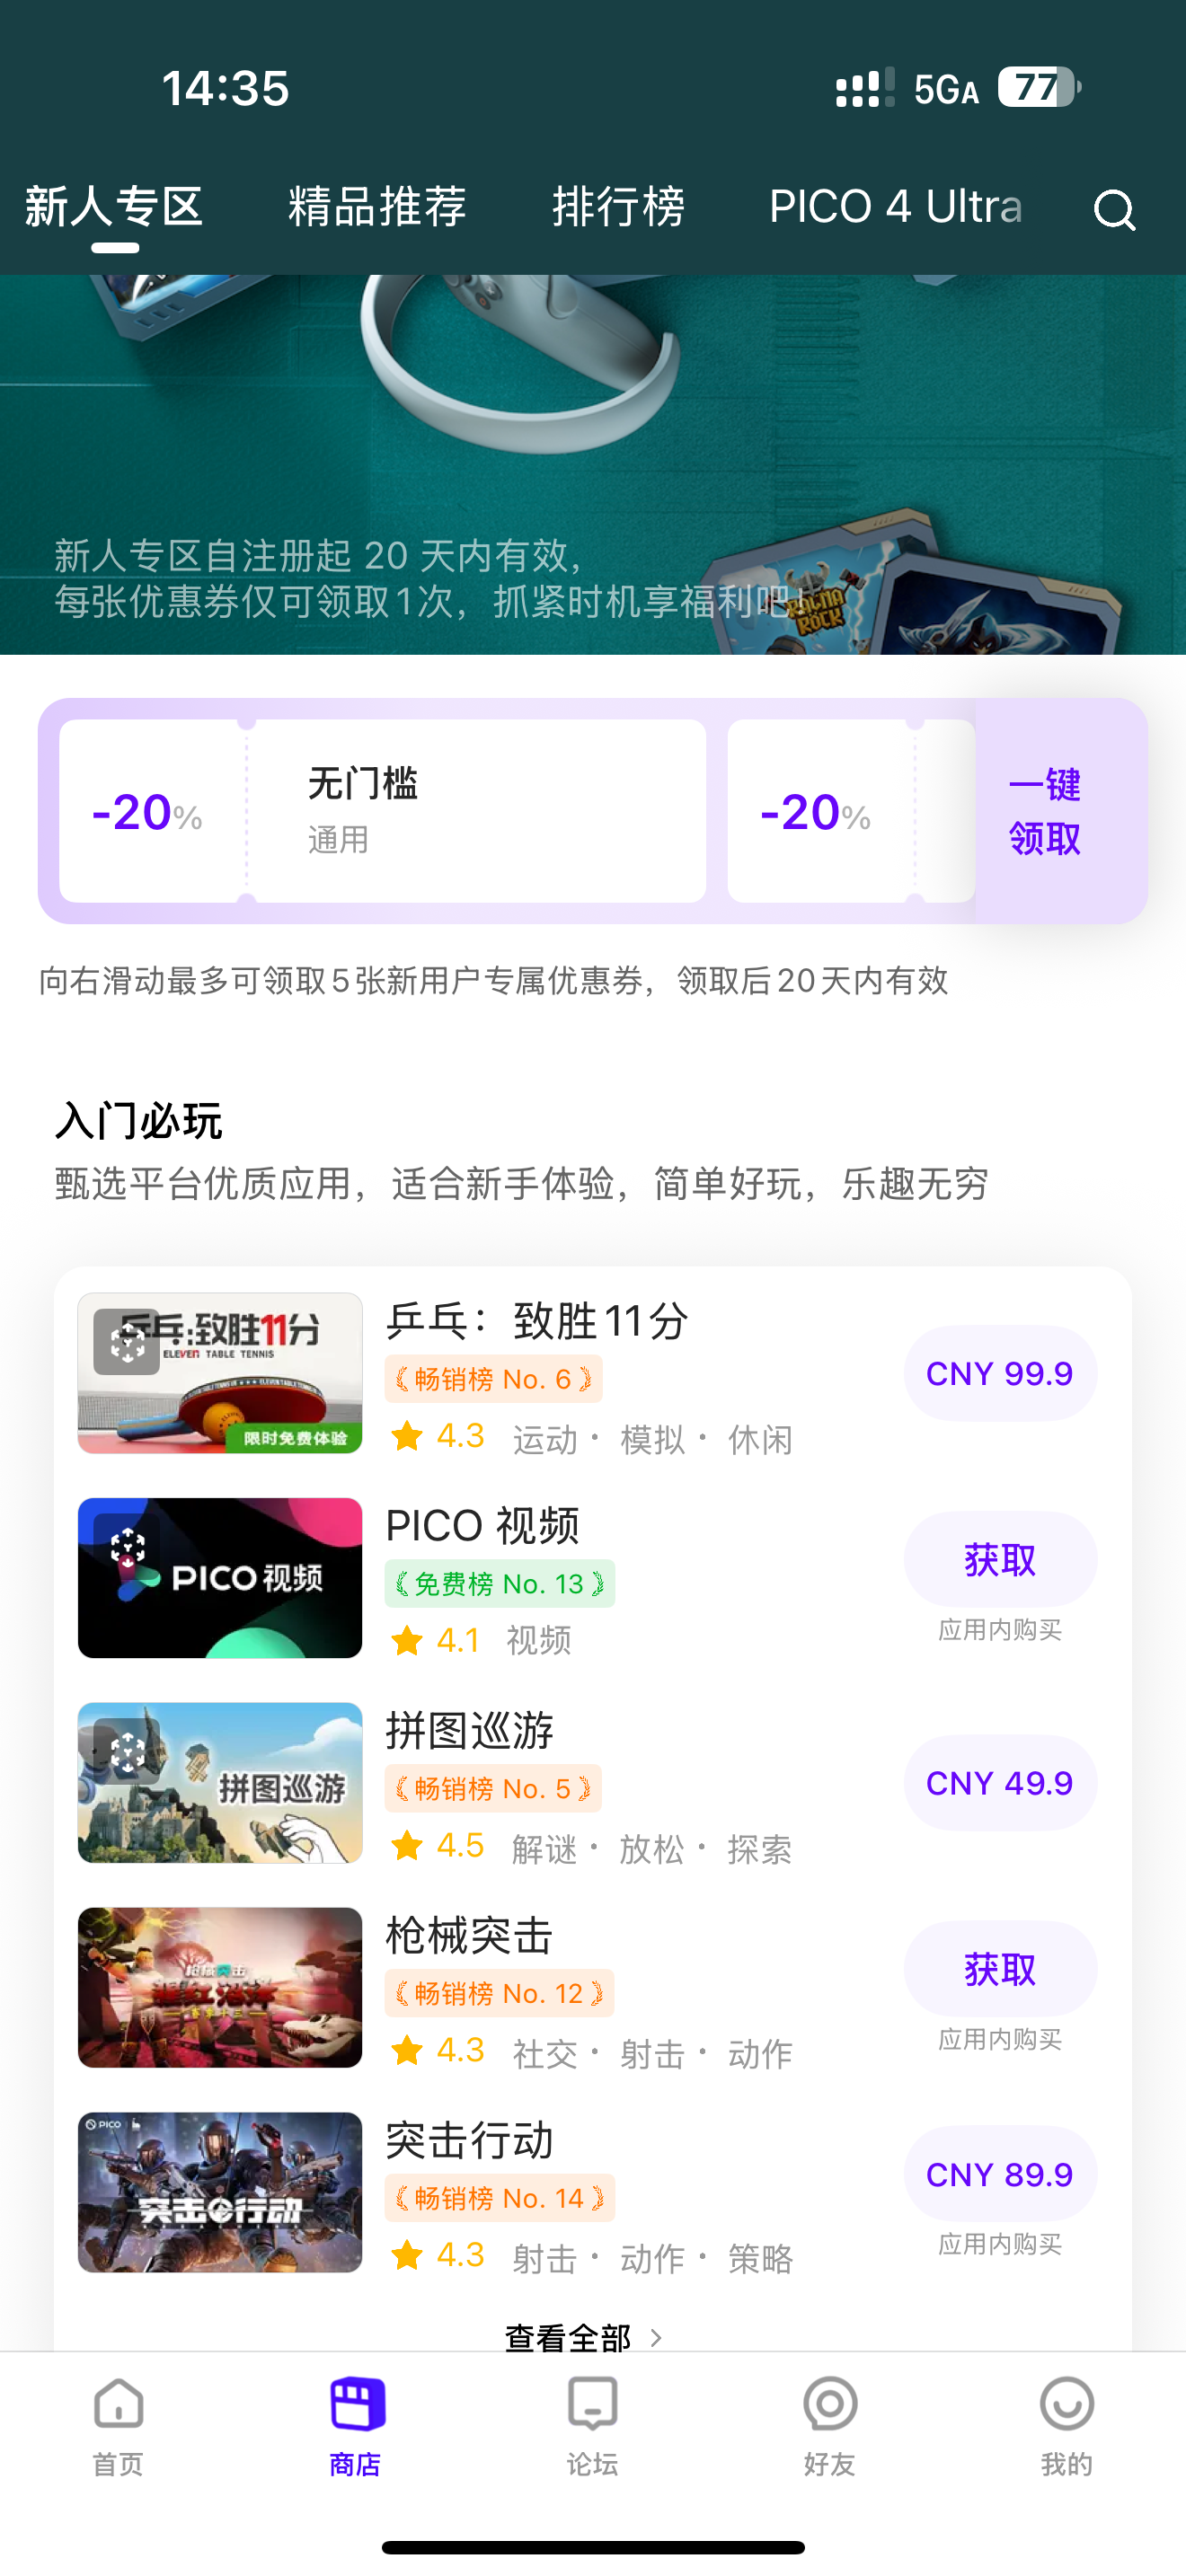 14:35
5GA
77
新人专区
精品推荐
排行榜
PICO 4 Ultra
新人专区自注册起 20 天内有效，
每张优惠券仅可领取1次，抓紧时机享福利吧！
RAGNA
ROCK
-20%
无门槛
通用
-20%
一键
领取
向右滑动最多可领取5张新用户专属优惠券，领取后20天内有效
入门必玩
甄选平台优质应用，适合新手体验，简单好玩，乐趣无穷
乒乓:致胜11分
ELEVEN TABLE TENNIS
限时免费体验
乒乓：致胜11分
畅销榜 No. 6
4.3 运动・模拟・休闲
CNY 99.9
PICO 视频
PICO 视频
免费榜 No. 13
4.1 视频
获取
应用内购买
拼图巡游
拼图巡游
畅销榜 No. 5
4.5 解谜・放松・探索
CNY 49.9
枪械突击
枪械突击
畅销榜 No. 12
4.3 社交・射击・动作
获取
应用内购买
PICO
突击行动
突击行动
畅销榜 No. 14
4.3 射击・动作・策略
CNY 89.9
应用内购买
查看全部
首页
商店
论坛
好友
我的